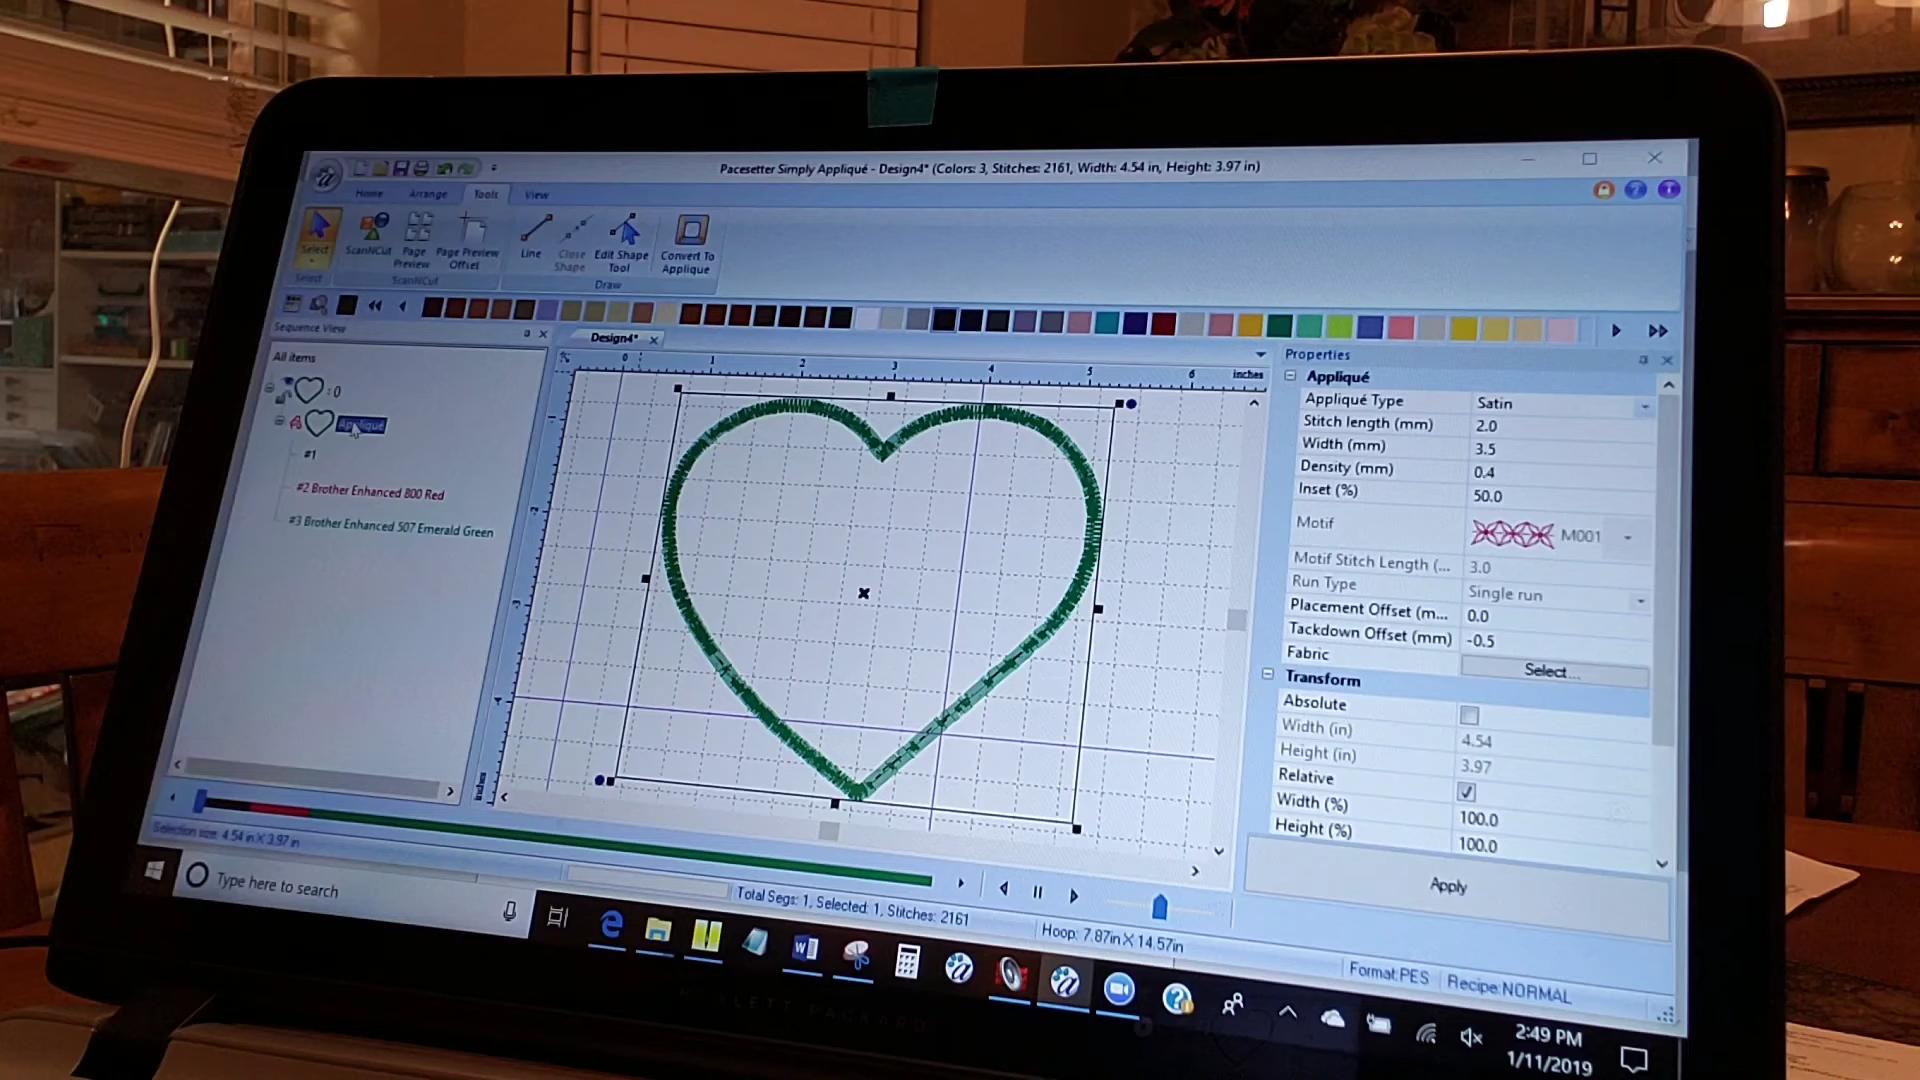 Pacesetter Simply Appliqué - Design4* (Colors: 3, Stitches: 2161, Width: 4.54 in, Height: 3.97 in)
Home Arrange Tools View
Select
ScanNCut
Page Preview
Page Preview Offset
Line
Close Shape
Edit Shape Tool
Convert To Applique
Select
ScanNCut
Draw
Sequence View
All items
: 0
Applique
#1
#2 Brother Enhanced 800 Red
#3 Brother Enhanced 507 Emerald Green
Design4*
0 1 2 3 4 5 6 inches
inches
Properties
Appliqué
Appliqué Type Satin
Stitch length (mm) 2.0
Width (mm) 3.5
Density (mm) 0.4
Inset (%) 50.0
Motif M001
Motif Stitch Length (... 3.0
Run Type Single run
Placement Offset (m... 0.0
Tackdown Offset (mm) -0.5
Fabric Select...
Transform
Absolute
Width (in) 4.54
Height (in) 3.97
Relative
Width (%) 100.0
Height (%) 100.0
Apply
Selection size: 4.54 in X 3.97 in
Total Segs: 1, Selected: 1, Stitches: 2161
Hoop: 7.87in X 14.57in
Format:PES
Recipe:NORMAL
Type here to search
2:49 PM
1/11/2019
HEWLETT PACKARD